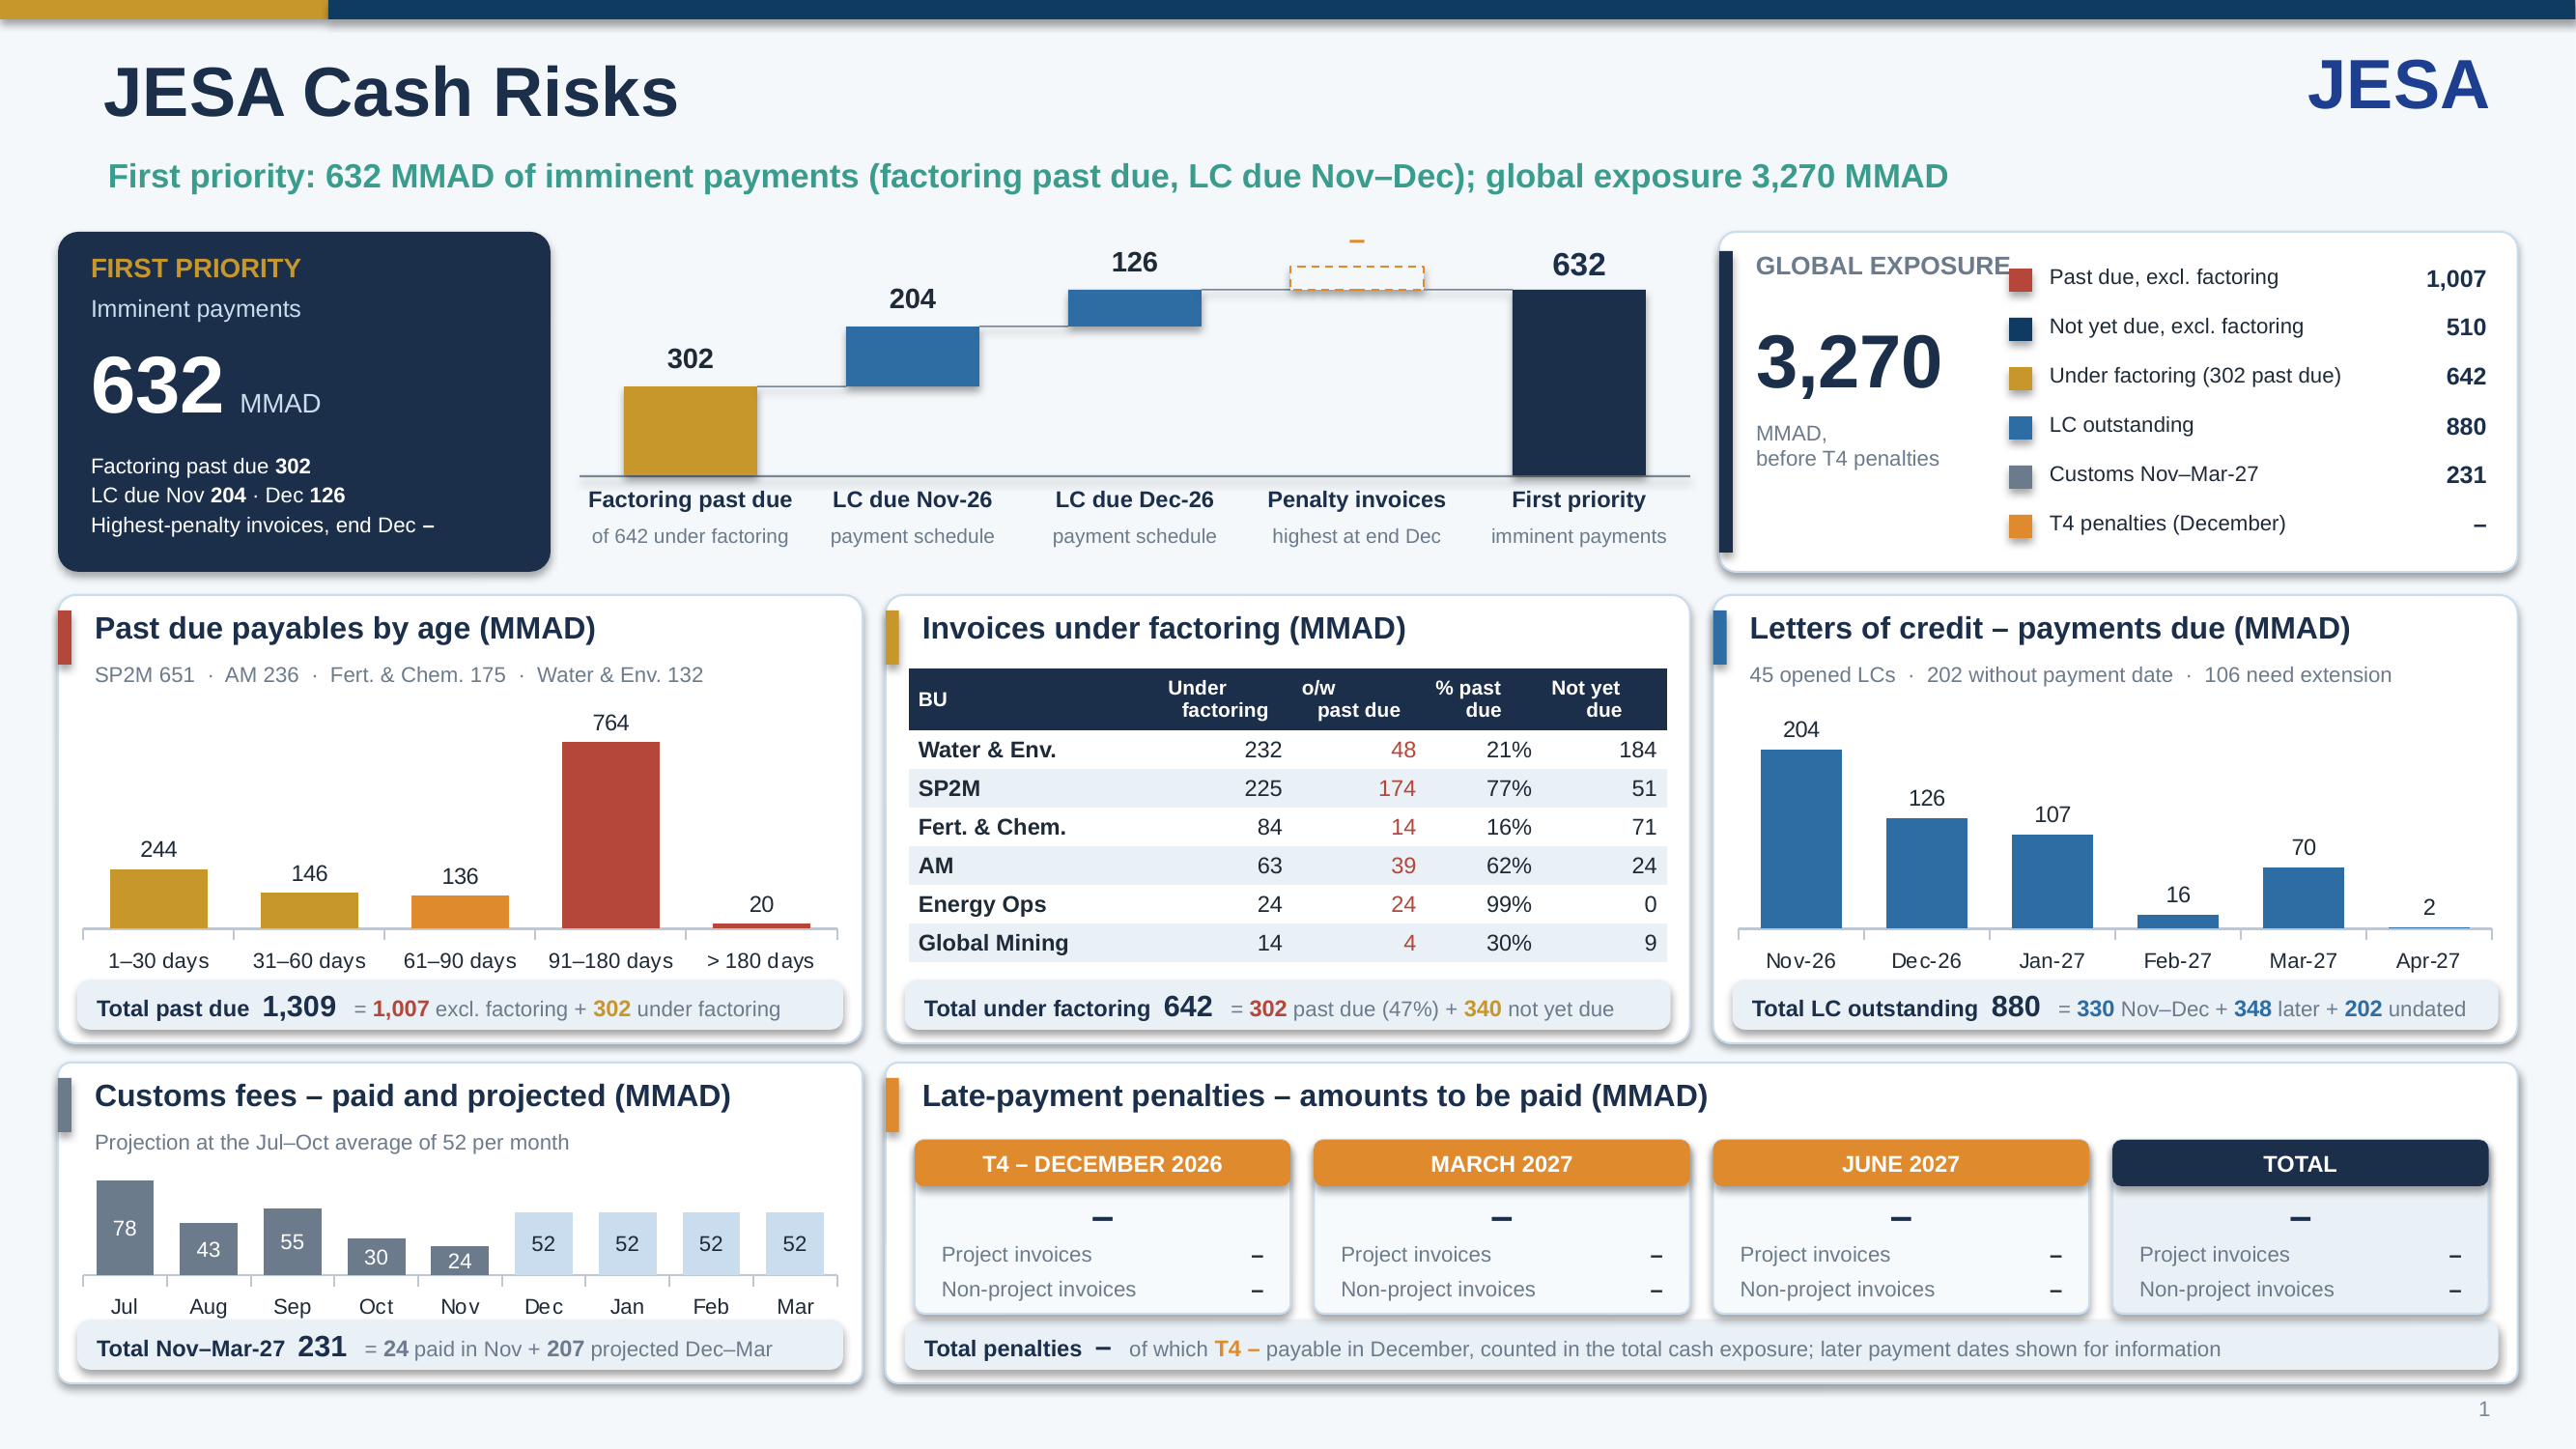 JESA Cash Risks
JESA
First priority: 632 MMAD of imminent payments (factoring past due, LC due Nov–Dec); global exposure 3,270 MMAD
FIRST PRIORITY
Imminent payments
632 MMAD
Factoring past due 302
LC due Nov 204 · Dec 126
Highest-penalty invoices, end Dec –
302
204
126
–
632
Factoring past due
of 642 under factoring
LC due Nov-26
payment schedule
LC due Dec-26
payment schedule
Penalty invoices
highest at end Dec
First priority
imminent payments
GLOBAL EXPOSURE
3,270
MMAD,
before T4 penalties
Past due, excl. factoring 1,007
Not yet due, excl. factoring 510
Under factoring (302 past due) 642
LC outstanding 880
Customs Nov–Mar-27 231
T4 penalties (December) –
Past due payables by age (MMAD)
SP2M 651 · AM 236 · Fert. & Chem. 175 · Water & Env. 132
244 146 136 764 20
1–30 days 31–60 days 61–90 days 91–180 days > 180 days
Total past due 1,309 = 1,007 excl. factoring + 302 under factoring
Invoices under factoring (MMAD)
BU Under factoring o/w past due % past due Not yet due
Water & Env. 232 48 21% 184
SP2M 225 174 77% 51
Fert. & Chem. 84 14 16% 71
AM 63 39 62% 24
Energy Ops 24 24 99% 0
Global Mining 14 4 30% 9
Total under factoring 642 = 302 past due (47%) + 340 not yet due
Letters of credit – payments due (MMAD)
45 opened LCs · 202 without payment date · 106 need extension
204 126 107 16 70 2
Nov-26 Dec-26 Jan-27 Feb-27 Mar-27 Apr-27
Total LC outstanding 880 = 330 Nov–Dec + 348 later + 202 undated
Customs fees – paid and projected (MMAD)
Projection at the Jul–Oct average of 52 per month
78 43 55 30 24 52 52 52 52
Jul Aug Sep Oct Nov Dec Jan Feb Mar
Total Nov–Mar-27 231 = 24 paid in Nov + 207 projected Dec–Mar
Late-payment penalties – amounts to be paid (MMAD)
T4 – DECEMBER 2026
–
Project invoices –
Non-project invoices –
MARCH 2027
–
Project invoices –
Non-project invoices –
JUNE 2027
–
Project invoices –
Non-project invoices –
TOTAL
–
Project invoices –
Non-project invoices –
Total penalties – of which T4 – payable in December, counted in the total cash exposure; later payment dates shown for information
1